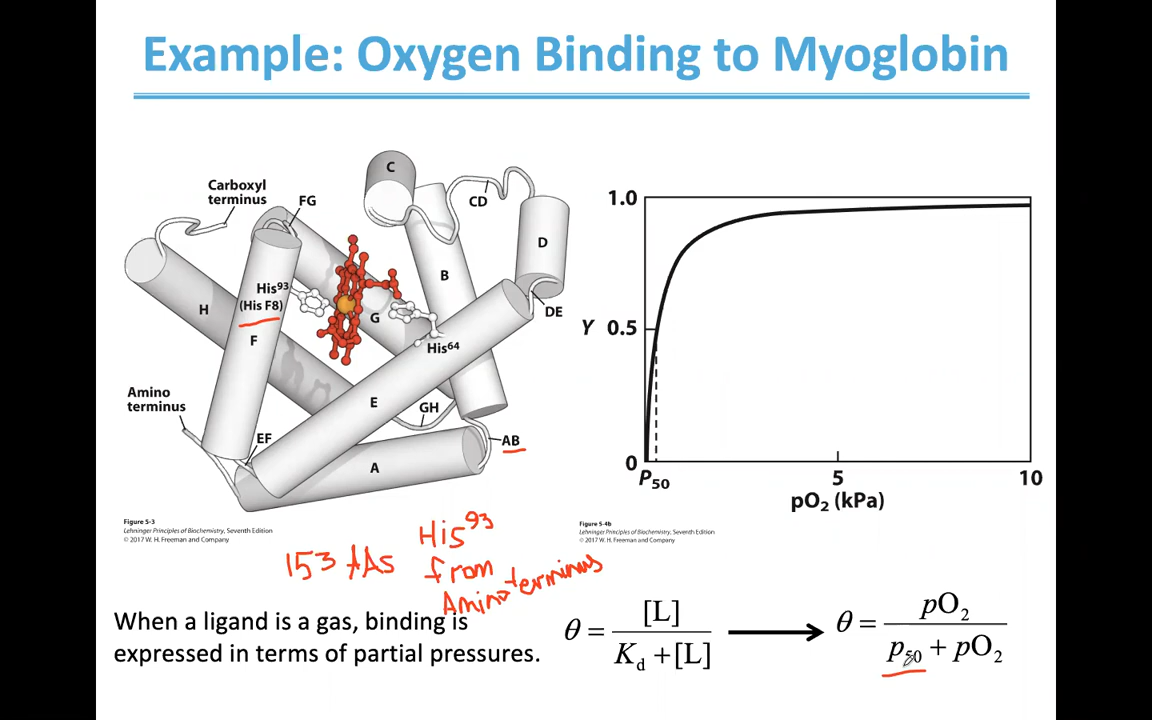 Example: Oxygen Binding to Myoglobin
Carboxyl
terminus
FG
C
CD
D
B
His93
(His F8)
H
G
DE
F
His64
Amino
terminus
E
GH
EF
AB
A
Figure 5-3
Lehninger Principles of Biochemistry, Seventh Edition
© 2017 W. H. Freeman and Company
1.0
Y 0.5
0
P50
5
10
pO2 (kPa)
Figure 5-4b
Lehninger Principles of Biochemistry, Seventh Edition
© 2017 W. H. Freeman and Company
153 AAs
His93
from
Amino terminus
When a ligand is a gas, binding is
expressed in terms of partial pressures.
θ = [L] / Kd + [L]
θ = pO2 / p50 + pO2